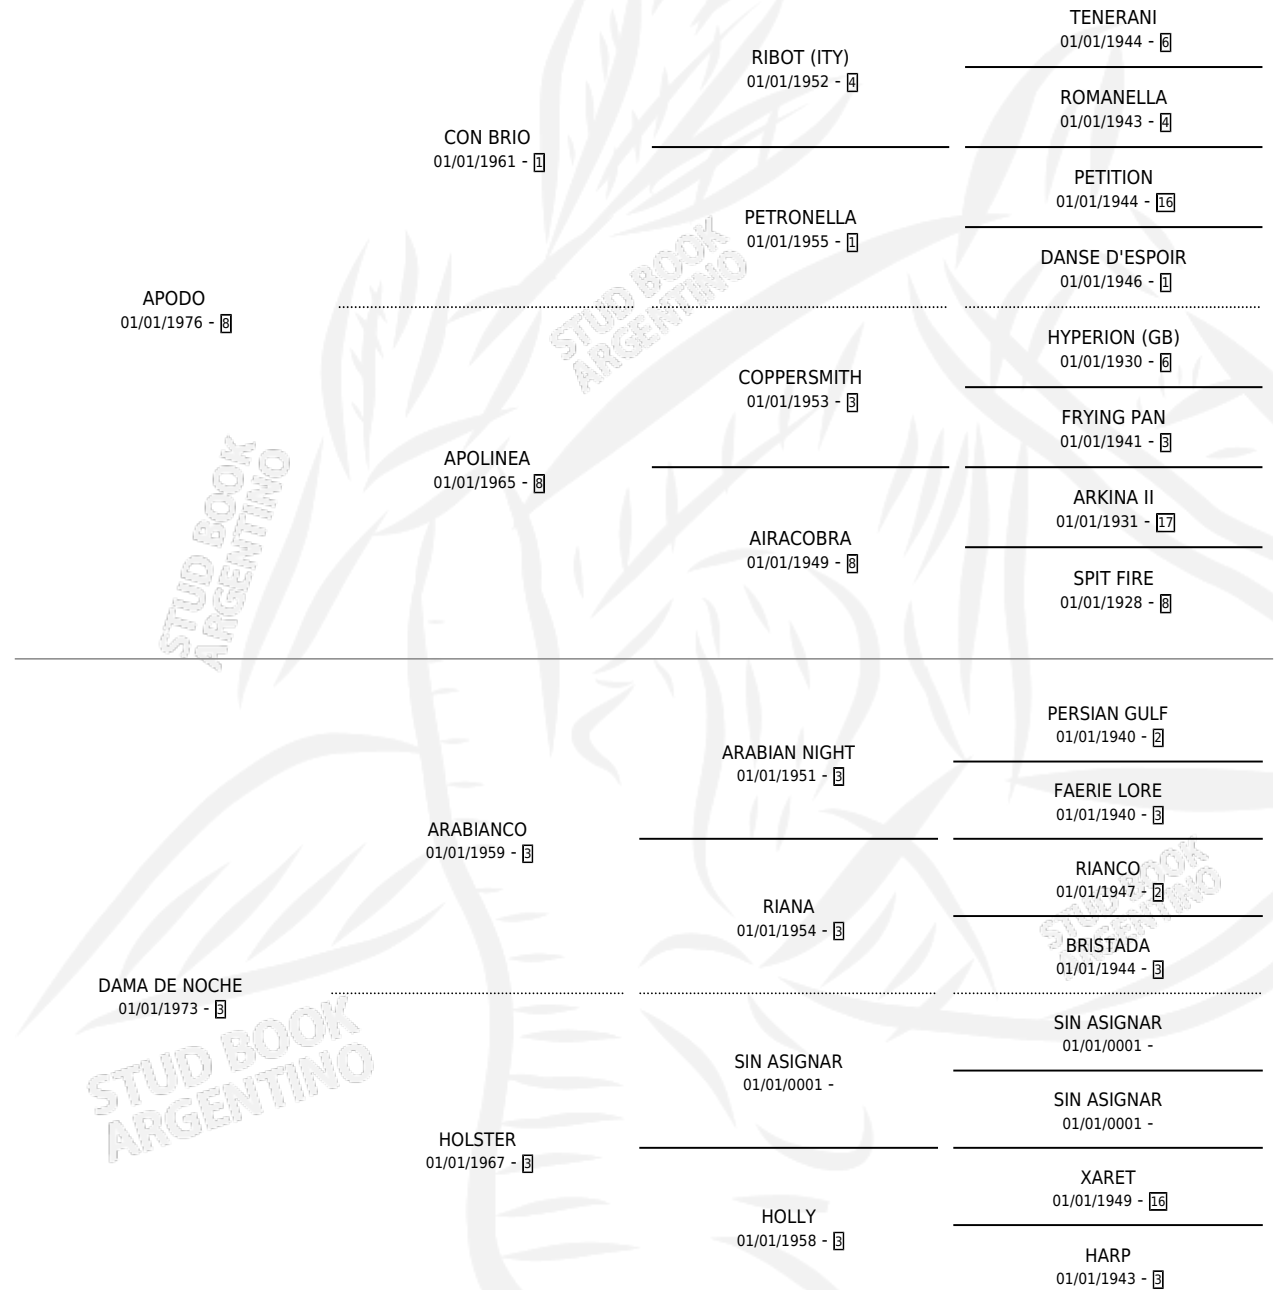 TENERANI
01/01/1944 - 6
RIBOT (ITY)
01/01/1952 - 4
ROMANELLA
01/01/1943 - 4
CON BRIO
01/01/1961 - 1
PETITION
01/01/1944 - 16
PETRONELLA
01/01/1955 - 1
DANSE D'ESPOIR
01/01/1946 - 1
APODO
01/01/1976 - 8
HYPERION (GB)
01/01/1930 - 6
COPPERSMITH
01/01/1953 - 3
FRYING PAN
01/01/1941 - 3
APOLINEA
01/01/1965 - 8
ARKINA II
01/01/1931 - 17
AIRACOBRA
01/01/1949 - 8
SPIT FIRE
01/01/1928 - 8
PERSIAN GULF
01/01/1940 - 2
ARABIAN NIGHT
01/01/1951 - 3
FAERIE LORE
01/01/1940 - 3
ARABIANCO
01/01/1959 - 3
RIANCO
01/01/1947 - 2
RIANA
01/01/1954 - 3
BRISTADA
01/01/1944 - 3
DAMA DE NOCHE
01/01/1973 - 3
SIN ASIGNAR
01/01/0001 -
SIN ASIGNAR
01/01/0001 -
SIN ASIGNAR
01/01/0001 -
HOLSTER
01/01/1967 - 3
XARET
01/01/1949 - 16
HOLLY
01/01/1958 - 3
HARP
01/01/1943 - 3
STUD BOOK
ARGENTINO
STUD BOOK
ARGENTINO
STUD BOOK
ARGENTINO
STUD BOOK
ARGENTINO